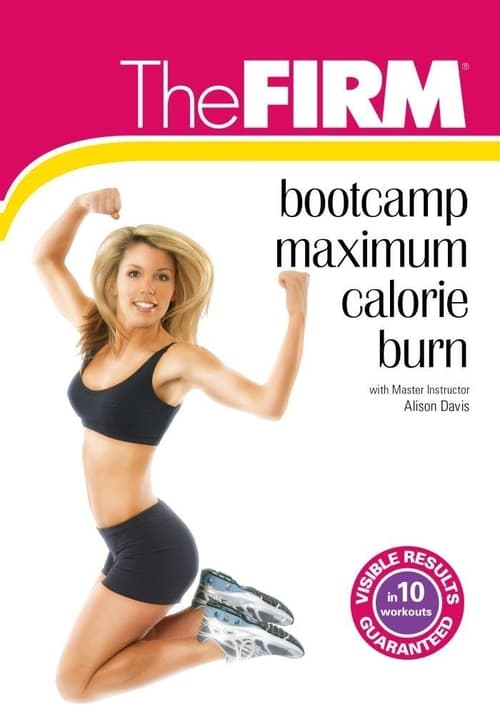 TheFIRM®
bootcamp
maximum
calorie
burn
with Master Instructor
Alison Davis
VISIBLE RESULTS
in 10
workouts
GUARANTEED